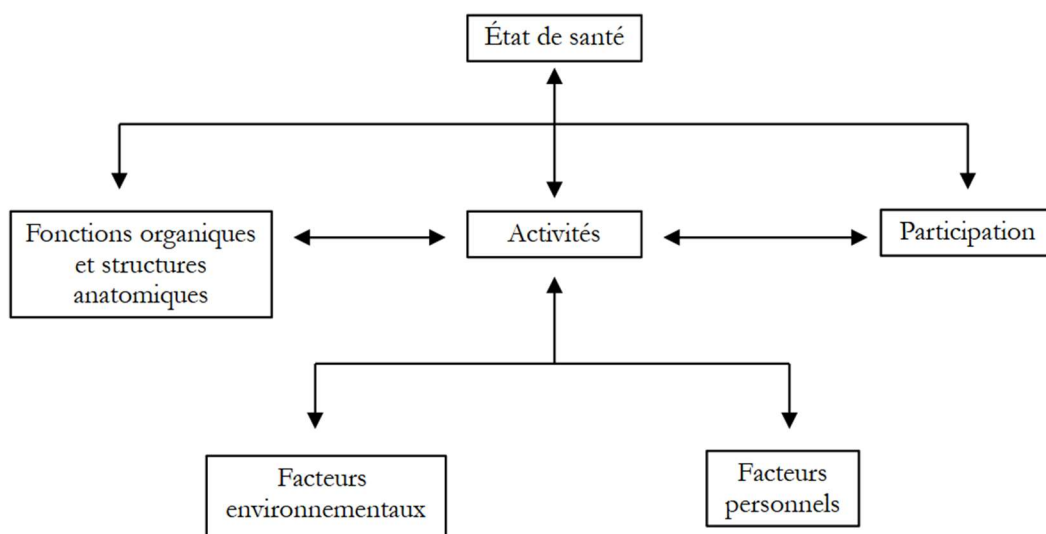 État de santé
Fonctions organiques
et structures
anatomiques
Activités
Participation
Facteurs
environnementaux
Facteurs
personnels